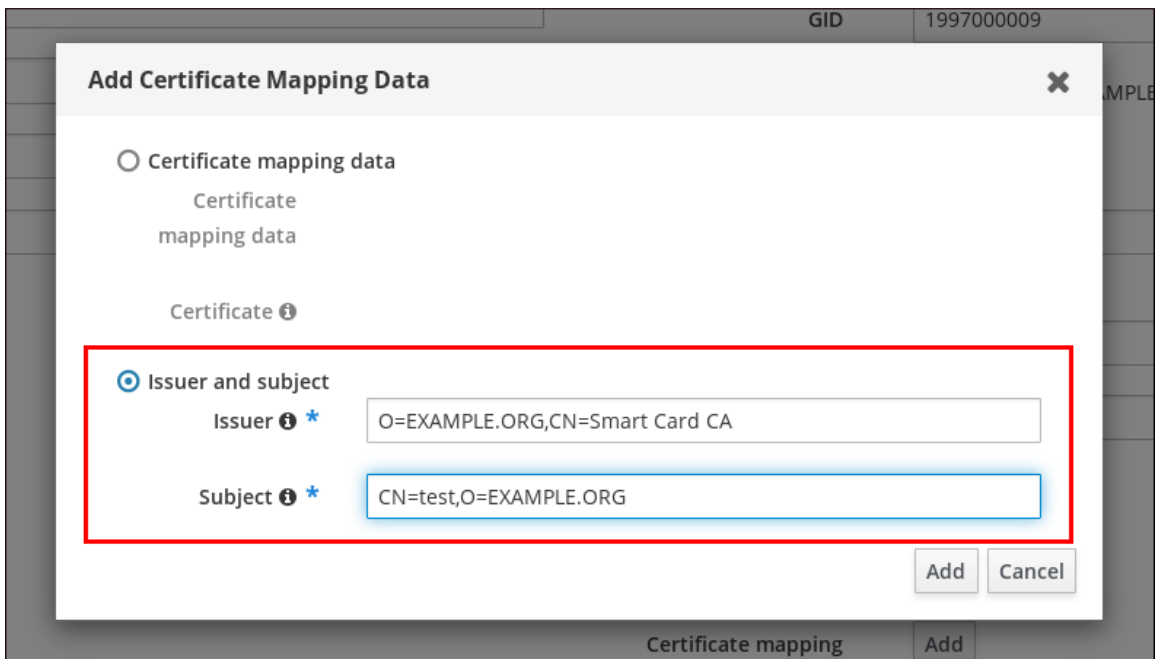 GID 1997000009
Add Certificate Mapping Data
Certificate mapping data
Certificate
mapping data
Certificate
Issuer and subject
Issuer * O=EXAMPLE.ORG,CN=Smart Card CA
Subject * CN=test,O=EXAMPLE.ORG
Add Cancel
Certificate mapping Add